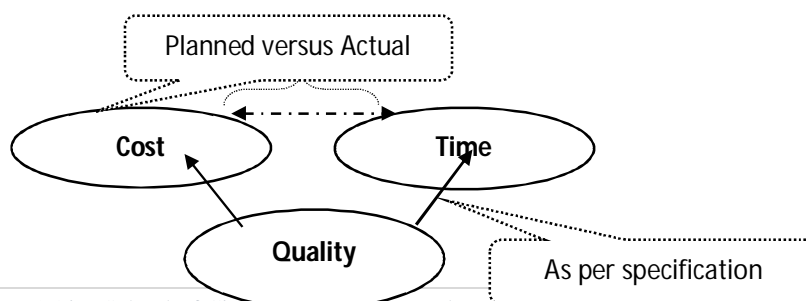 Planned versus Actual
Cost
Time
Quality
As per specification